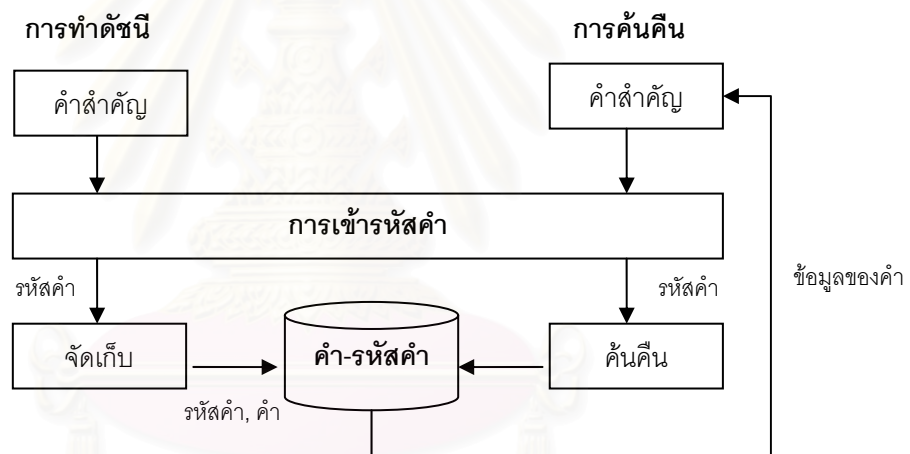 การทำดัชนี
การค้นคืน
คำสำคัญ
คำสำคัญ
การเข้ารหัสคำ
รหัสคำ
รหัสคำ
ข้อมูลของคำ
จัดเก็บ
คำ-รหัสคำ
ค้นคืน
รหัสคำ, คำ